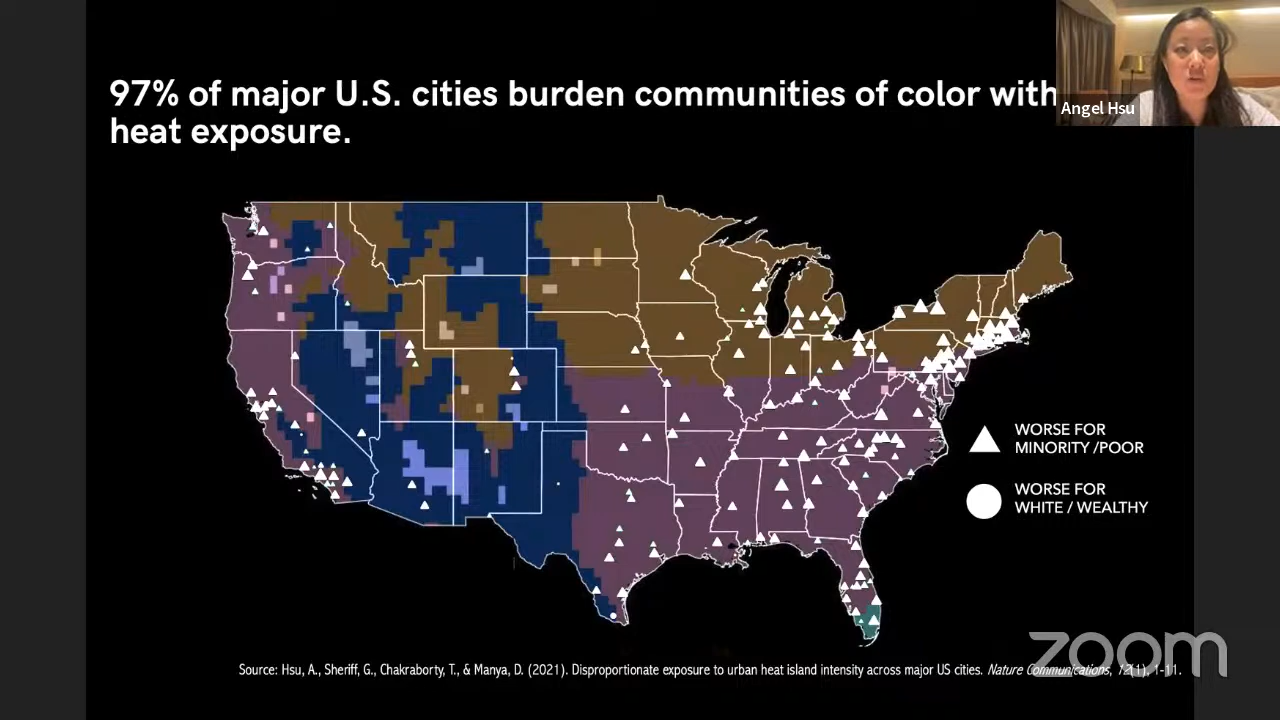 97% of major U.S. cities burden communities of color with
heat exposure.
Angel Hsu
WORSE FOR
MINORITY /POOR
WORSE FOR
WHITE / WEALTHY
Source: Hsu, A., Sheriff, G., Chakraborty, T., & Manya, D. (2021). Disproportionate exposure to urban heat island intensity across major US cities. Nature Communications, 12(1), 1-11.
zoom